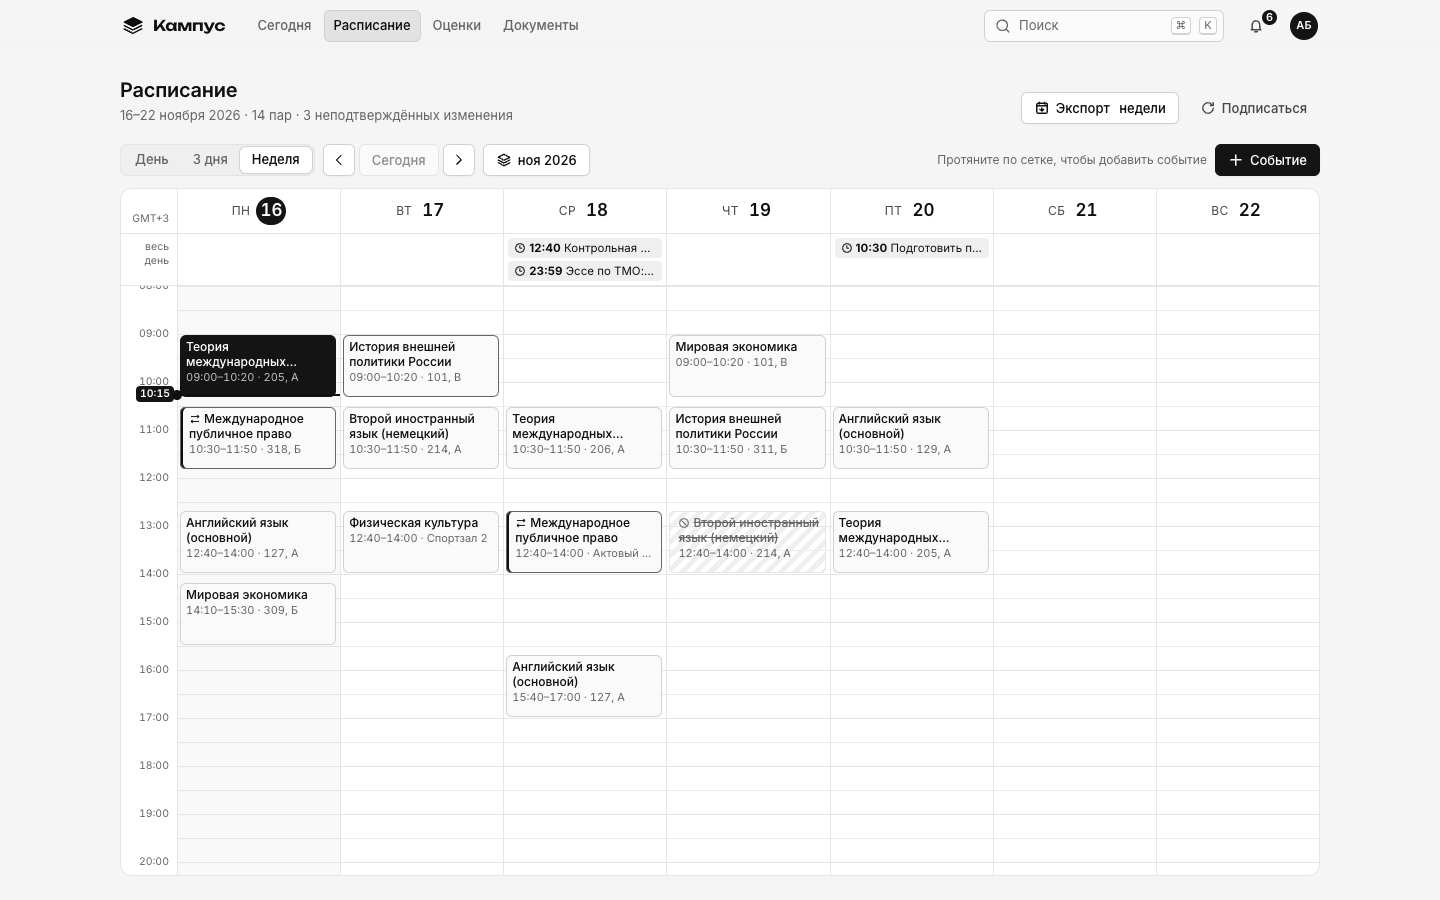 Кампус
Сегодня
Расписание
Оценки
Документы
Поиск
⌘ K
6
АБ
Расписание
16–22 ноября 2026 · 14 пар · 3 неподтверждённых изменения
Экспорт недели
Подписаться
День
3 дня
Неделя
Сегодня
ноя 2026
Протяните по сетке, чтобы добавить событие
Событие
GMT+3
ПН 16
ВТ 17
СР 18
ЧТ 19
ПТ 20
СБ 21
ВС 22
весь
день
12:40 Контрольная ...
23:59 Эссе по ТМО:...
10:30 Подготовить п...
08:00
09:00
10:00
10:15
11:00
12:00
13:00
14:00
15:00
16:00
17:00
18:00
19:00
20:00
Теория
международных...
09:00–10:20 · 205, А
Международное
публичное право
10:30–11:50 · 318, Б
Английский язык
(основной)
12:40–14:00 · 127, А
Мировая экономика
14:10–15:30 · 309, Б
История внешней
политики России
09:00–10:20 · 101, В
Второй иностранный
язык (немецкий)
10:30–11:50 · 214, А
Физическая культура
12:40–14:00 · Спортзал 2
Теория
международных...
10:30–11:50 · 206, А
Международное
публичное право
12:40–14:00 · Актовый ...
Английский язык
(основной)
15:40–17:00 · 127, А
Мировая экономика
09:00–10:20 · 101, В
История внешней
политики России
10:30–11:50 · 311, Б
Второй иностранный
язык (немецкий)
12:40–14:00 · 214, А
Английский язык
(основной)
10:30–11:50 · 129, А
Теория
международных...
12:40–14:00 · 205, А